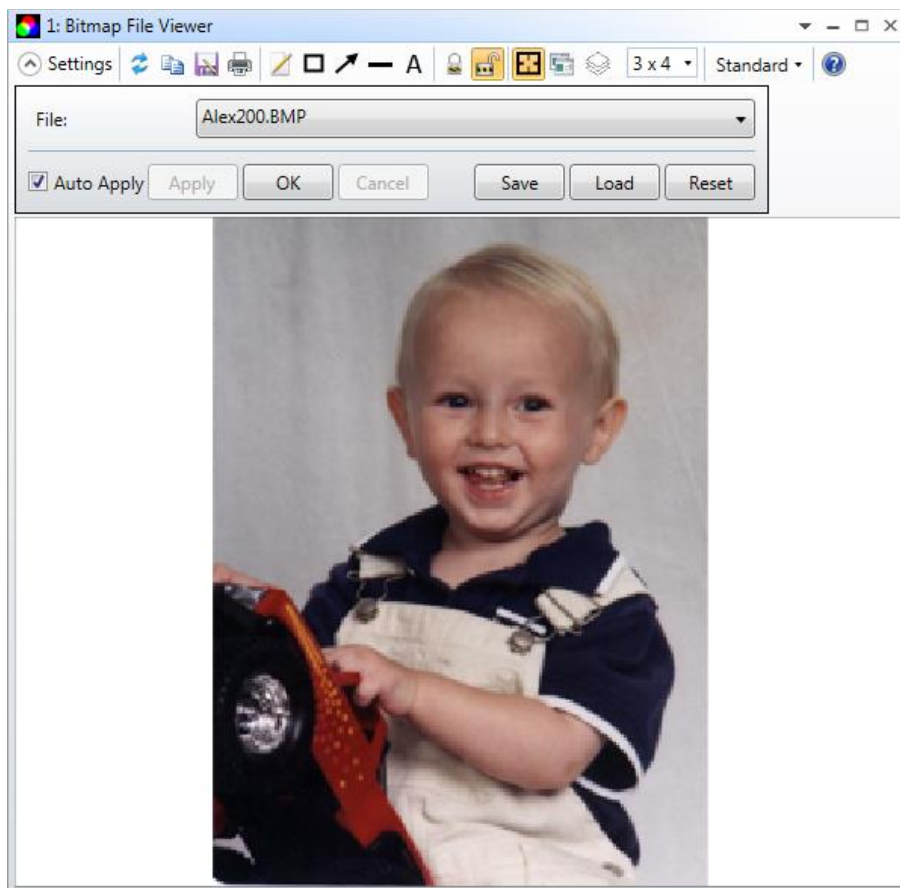 1: Bitmap File Viewer
Settings A 3 x 4 Standard
File: Alex200.BMP
Auto Apply Apply OK Cancel Save Load Reset